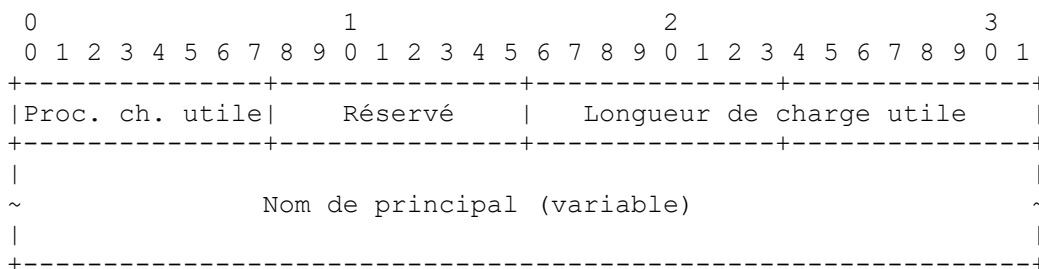 0                   1                   2                   3
 0 1 2 3 4 5 6 7 8 9 0 1 2 3 4 5 6 7 8 9 0 1 2 3 4 5 6 7 8 9 0 1
+---------------+---------------+---------------+---------------+
|Proc. ch. utile|    Réservé    |   Longueur de charge utile    |
+---------------+---------------+---------------+---------------+
|                                                               |
~               Nom de principal (variable)                     ~
|                                                               |
+---------------------------------------------------------------+